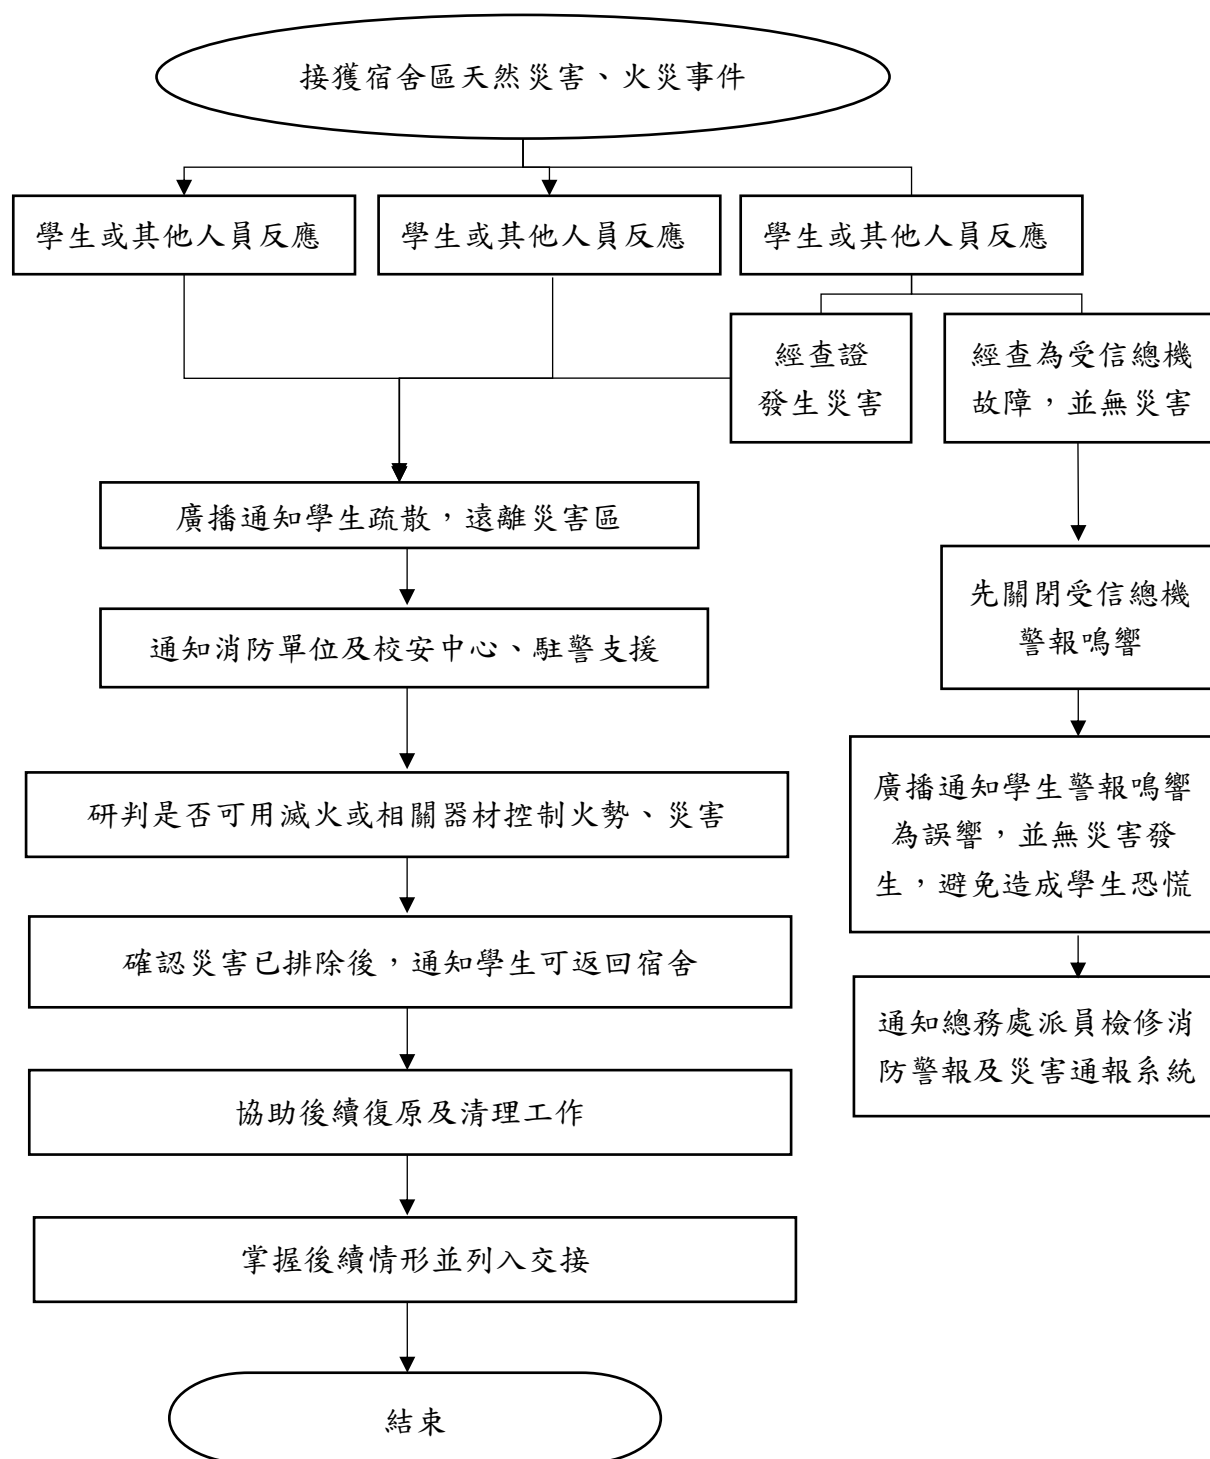 接獲宿舍區天然災害、火災事件
學生或其他人員反應
學生或其他人員反應
學生或其他人員反應
經查證
發生災害
經查為受信總機
故障，並無災害
廣播通知學生疏散，遠離災害區
通知消防單位及校安中心、駐警支援
研判是否可用滅火或相關器材控制火勢、災害
確認災害已排除後，通知學生可返回宿舍
協助後續復原及清理工作
掌握後續情形並列入交接
結束
先關閉受信總機
警報鳴響
廣播通知學生警報鳴響
為誤響，並無災害發
生，避免造成學生恐慌
通知總務處派員檢修消
防警報及災害通報系統